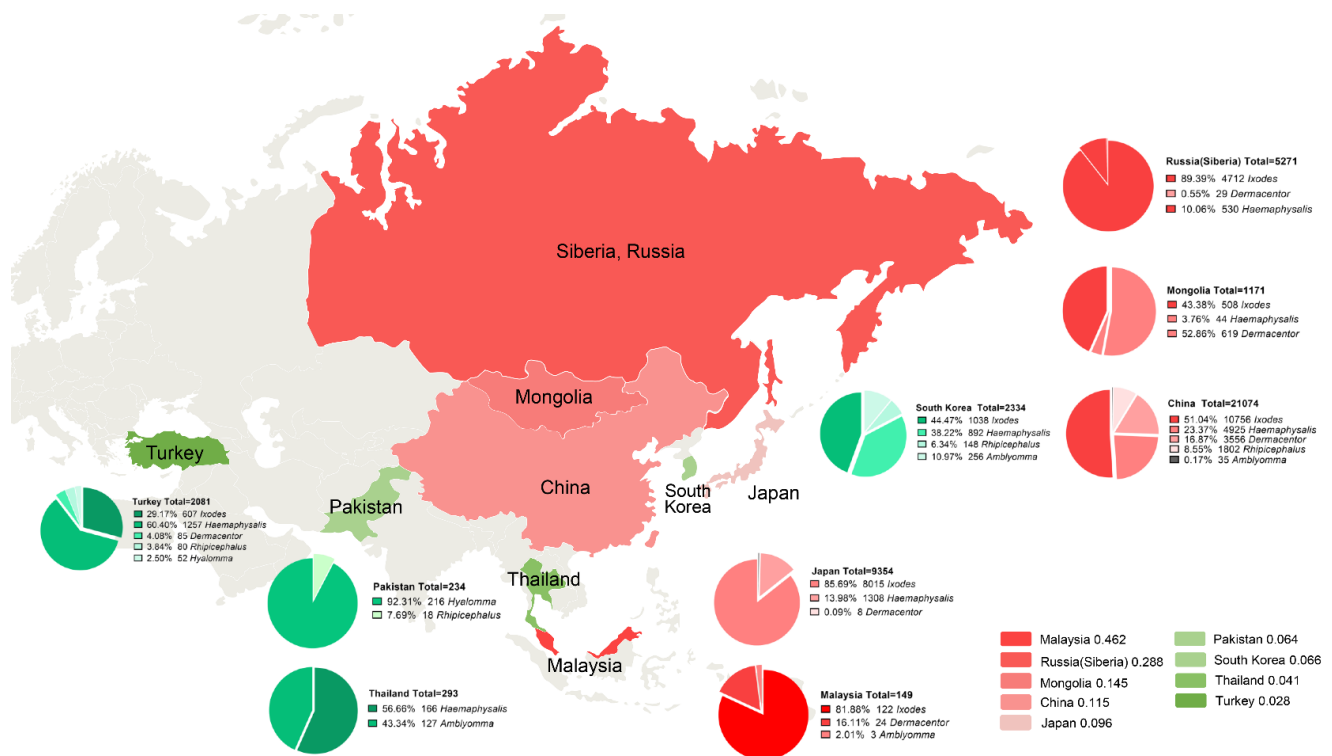 Siberia, Russia
Mongolia
China
Turkey
Pakistan
Thailand
Malaysia
South
Korea
Japan
Russia(Siberia) Total=5271
89.39% 4712 Ixodes
0.55% 29 Dermacentor
10.06% 530 Haemaphysalis
Mongolia Total=1171
43.38% 508 Ixodes
3.76% 44 Haemaphysalis
52.86% 619 Dermacentor
China Total=21074
51.04% 10756 Ixodes
23.37% 4925 Haemaphysalis
16.87% 3556 Dermacentor
8.55% 1802 Rhipicephalus
0.17% 35 Amblyomma
South Korea Total=2334
44.47% 1038 Ixodes
38.22% 892 Haemaphysalis
6.34% 148 Rhipicephalus
10.97% 256 Amblyomma
Turkey Total=2081
29.17% 607 Ixodes
60.40% 1257 Haemaphysalis
4.08% 85 Dermacentor
3.84% 80 Rhipicephalus
2.50% 52 Hyalomma
Pakistan Total=234
92.31% 216 Hyalomma
7.69% 18 Rhipicephalus
Thailand Total=293
56.66% 166 Haemaphysalis
43.34% 127 Amblyomma
Japan Total=9354
85.69% 8015 Ixodes
13.98% 1308 Haemaphysalis
0.09% 8 Dermacentor
Malaysia Total=149
81.88% 122 Ixodes
16.11% 24 Dermacentor
2.01% 3 Amblyomma
Malaysia 0.462
Russia(Siberia) 0.288
Mongolia 0.145
China 0.115
Japan 0.096
Pakistan 0.064
South Korea 0.066
Thailand 0.041
Turkey 0.028